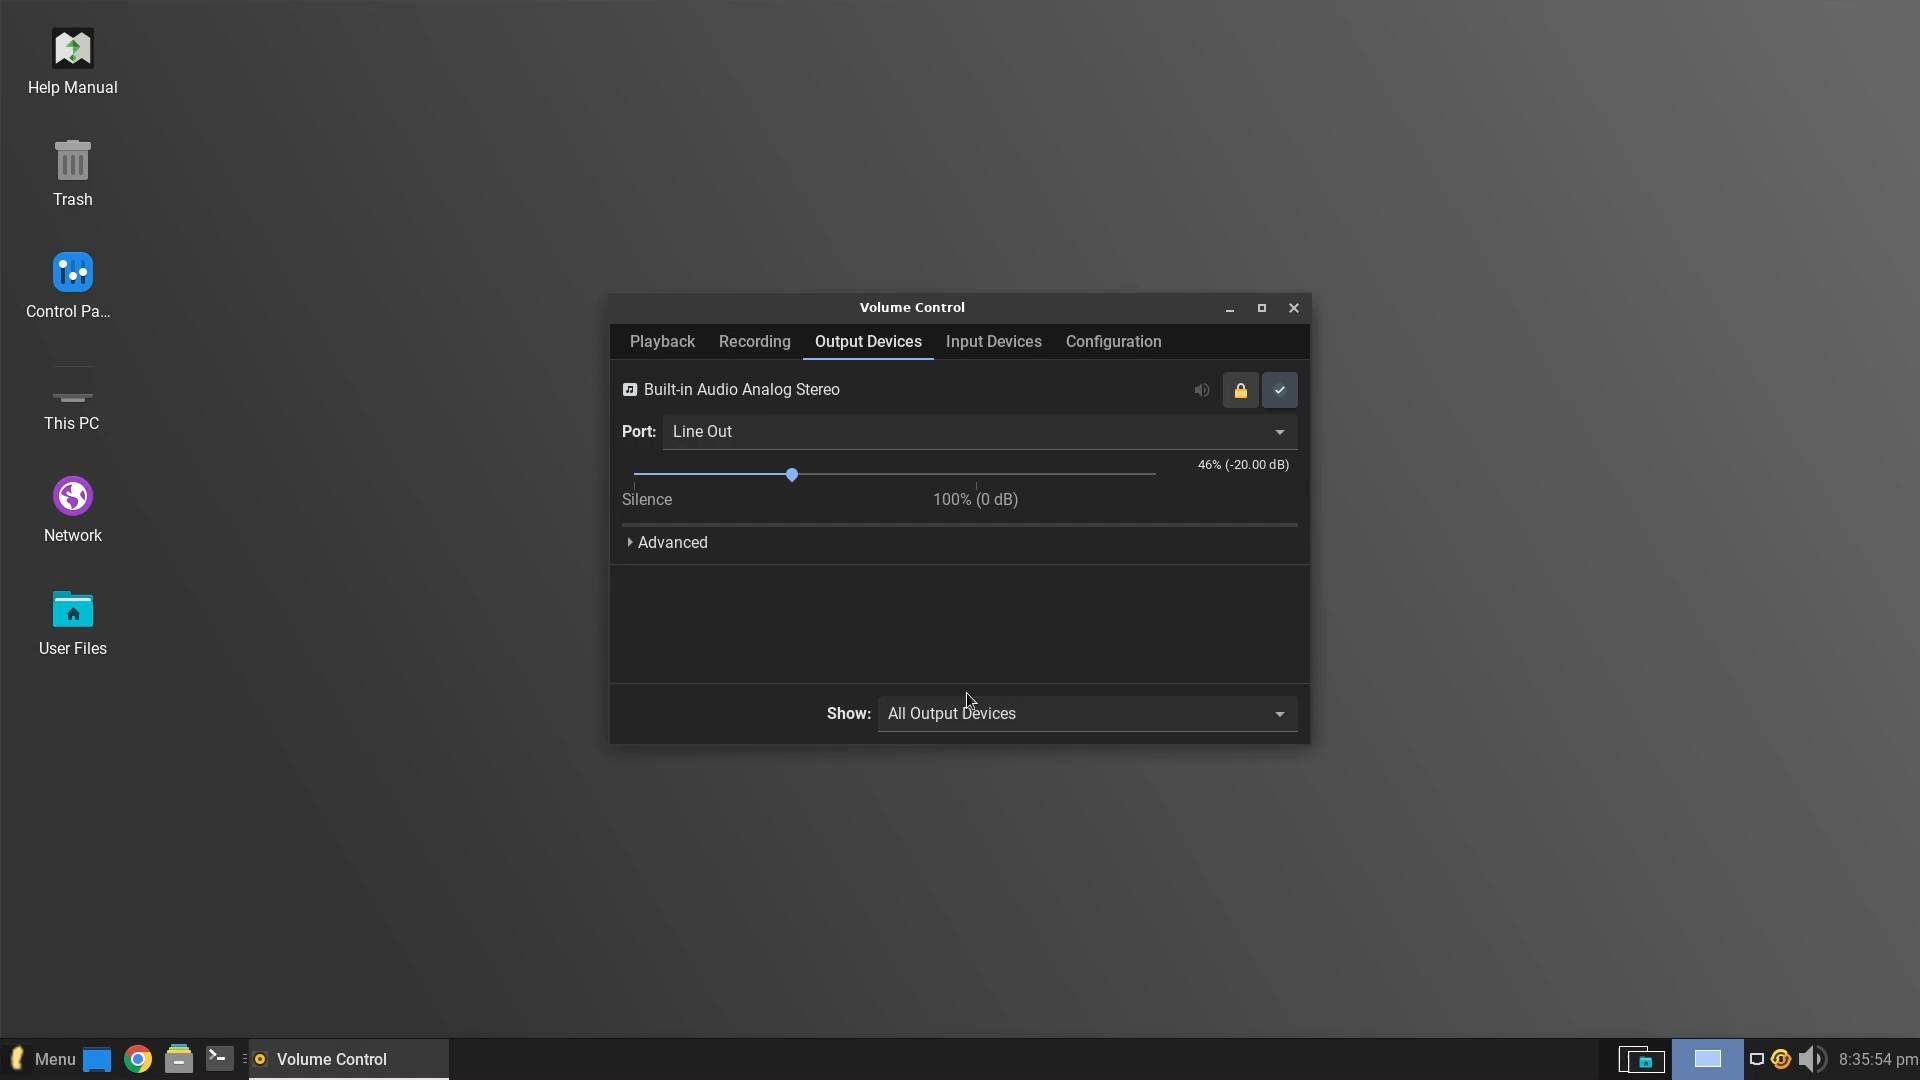 Help Manual
Trash
Control Pa...
This PC
Network
User Files
Volume Control
Playback Recording Output Devices Input Devices Configuration
Built-in Audio Analog Stereo
Port: Line Out
46% (-20.00 dB)
Silence 100% (0 dB)
Advanced
Show: All Output Devices
Menu Volume Control 8:35:54 pm